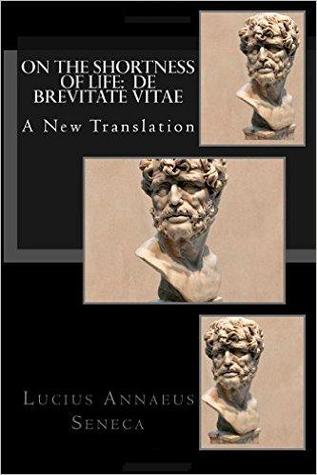 ON THE SHORTNESS
OF LIFE:  DE
BREVITATE VITAE
A New Translation
Lucius Annaeus
Seneca